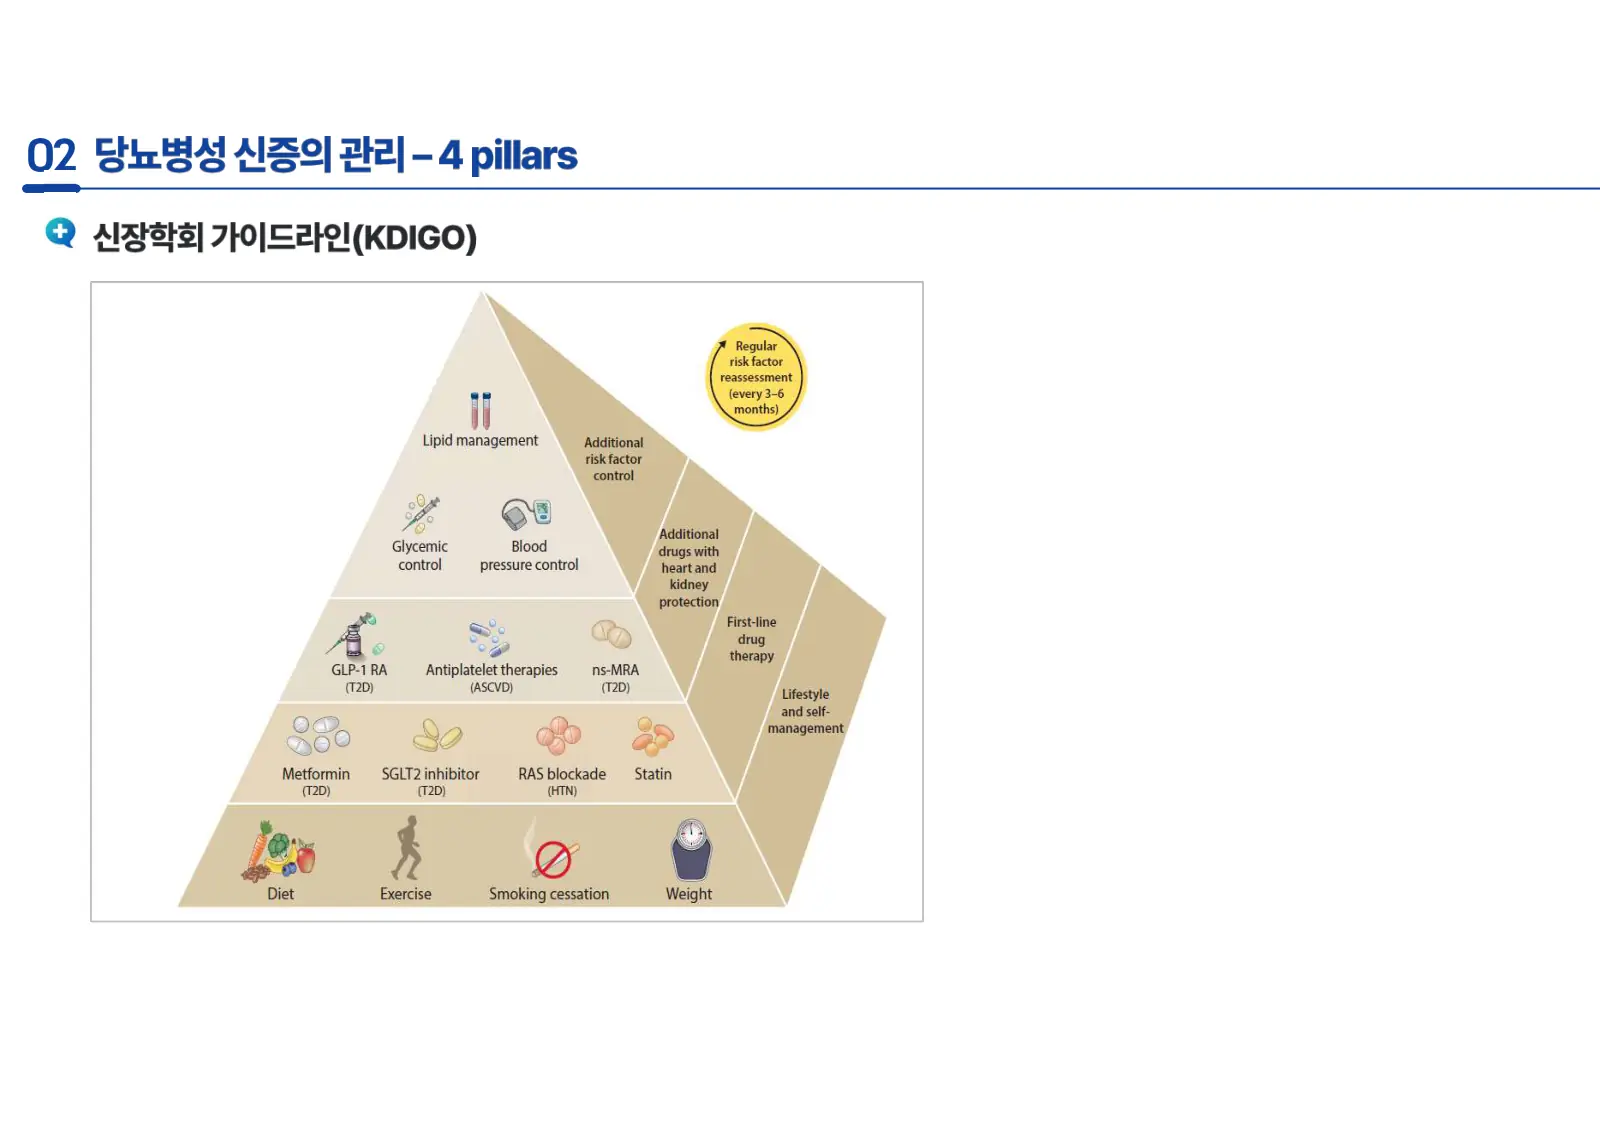 02 당뇨병성 신증의 관리 – 4 pillars
신장학회 가이드라인(KDIGO)
Regular
risk factor
reassessment
(every 3–6
months)
Lipid management
Additional
risk factor
control
Glycemic
control
Blood
pressure control
Additional
drugs with
heart and
kidney
protection
GLP-1 RA
(T2D)
Antiplatelet therapies
(ASCVD)
ns-MRA
(T2D)
First-line
drug
therapy
Metformin
(T2D)
SGLT2 inhibitor
(T2D)
RAS blockade
(HTN)
Statin
Lifestyle
and self-
management
Diet
Exercise
Smoking cessation
Weight